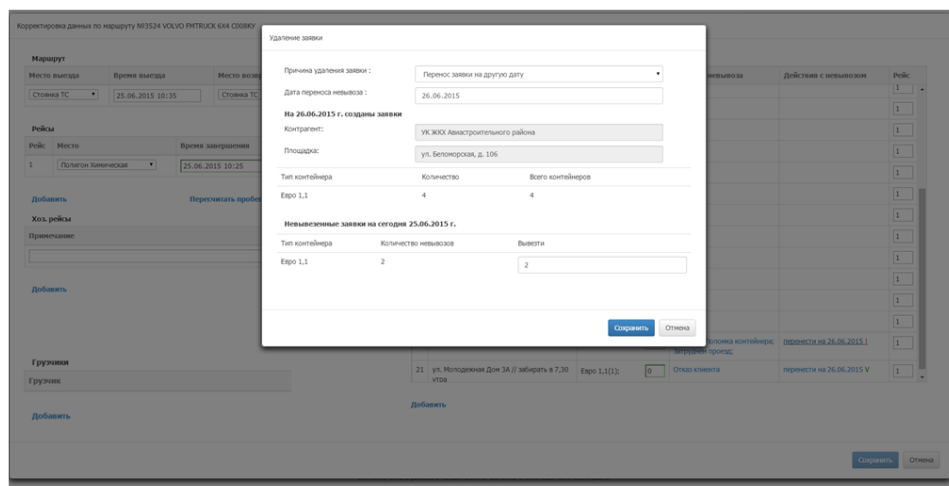 Корректировка данных по маршруту №3524 VOLVO FMTRUCK 6X4 C008КУ
Маршрут
Место выезда Время выезда Место возвр
Стоянка ТС 25.06.2015 10:35 Стоянка ТС
Рейсы
Рейс Место Время завершения
1 Полигон Химическая 25.06.2015 10:25
Добавить Пересчитать пробег
Хоз. рейсы
Примечание
Добавить
Грузчики
Грузчик
Добавить
Удаление заявки
Причина удаления заявки : Перенос заявки на другую дату
Дата переноса невывоза : 26.06.2015
На 26.06.2015 г. созданы заявки
Контрагент: УК ЖКХ Авиастроительного района
Площадка: ул. Беломорская, д. 106
Тип контейнера Количество Всего контейнеров
Евро 1,1 4 4
Невывезенные заявки на сегодня 25.06.2015 г.
Тип контейнера Количество невывозов Вывезти
Евро 1,1 2 2
Сохранить Отмена
невывоза Действия с невывозом Рейс
1
1
1
1
1
1
1
1
1
1
1
1
Поломка контейнера; перенести на 26.06.2015 ! 1
Затруднен проезд;
21 ул. Молодежная Дом 3А // забирать в 7,30 Евро 1,1(1); 0 Отказ клиента перенести на 26.06.2015 V 1
утра
Добавить
Сохранить Отмена